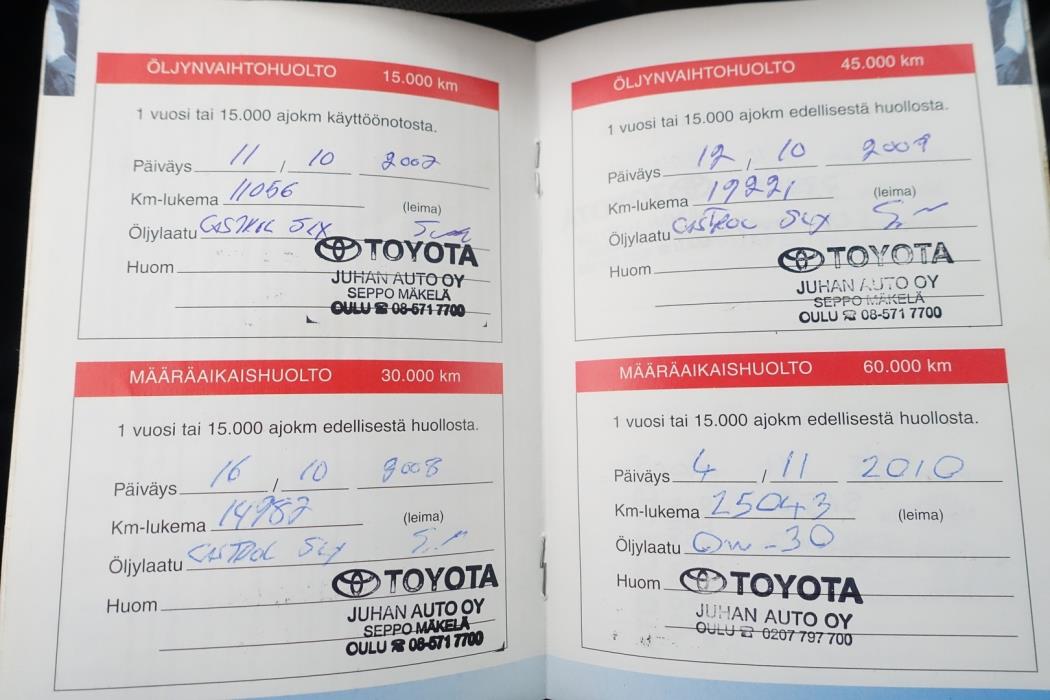 ÖLJYNVAIHTOHUOLTO 15.000 km
1 vuosi tai 15.000 ajokm käyttöönotosta.
Päiväys 11 / 10 2007
Km-lukema 11056
(leima)
Öljylaatu CASTROL SLX
Huom
TOYOTA
JUHAN AUTO OY
SEPPO MÄKELÄ
OULU ☎ 08-571 7700
MÄÄRÄAIKAISHUOLTO 30.000 km
1 vuosi tai 15.000 ajokm edellisestä huollosta.
Päiväys 16 / 10 2008
Km-lukema 14987
(leima)
Öljylaatu CASTROL SLX
Huom
TOYOTA
JUHAN AUTO OY
SEPPO MÄKELÄ
OULU ☎ 08-571 7700
ÖLJYNVAIHTOHUOLTO 45.000 km
1 vuosi tai 15.000 ajokm edellisestä huollosta.
Päiväys 12 / 10 2009
Km-lukema 19221
(leima)
Öljylaatu CASTROL SLX
Huom
TOYOTA
JUHAN AUTO OY
SEPPO MÄKELÄ
OULU ☎ 08-571 7700
MÄÄRÄAIKAISHUOLTO 60.000 km
1 vuosi tai 15.000 ajokm edellisestä huollosta.
Päiväys 4 / 11 2010
Km-lukema 25043
(leima)
Öljylaatu 0w-30
Huom
TOYOTA
JUHAN AUTO OY
OULU ☎ 0207 797 700